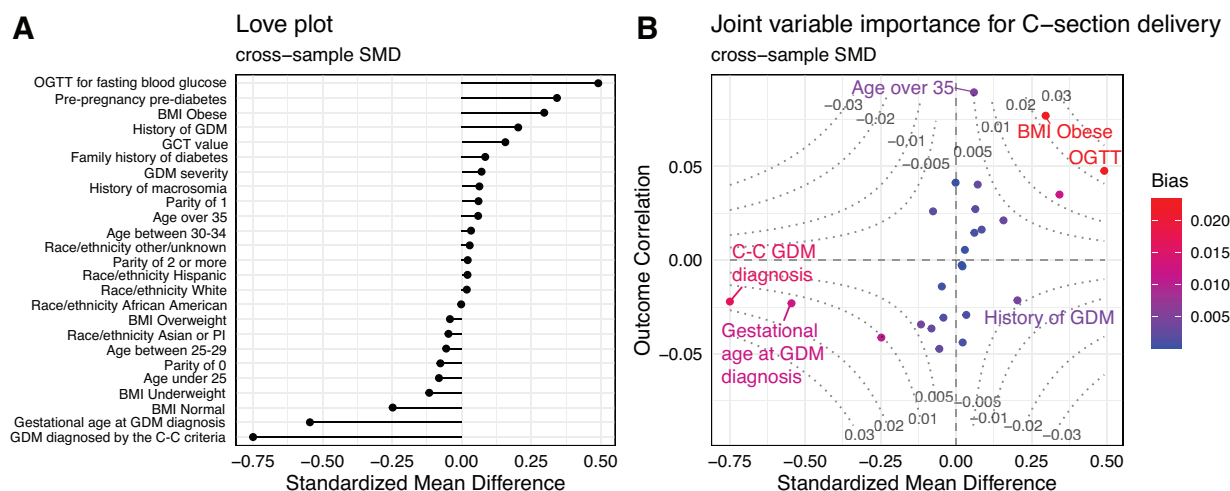 A
Love plot
cross−sample SMD
OGTT for fasting blood glucose
Pre-pregnancy pre-diabetes
BMI Obese
History of GDM
GCT value
Family history of diabetes
GDM severity
History of macrosomia
Parity of 1
Age over 35
Age between 30-34
Race/ethnicity other/unknown
Parity of 2 or more
Race/ethnicity Hispanic
Race/ethnicity White
Race/ethnicity African American
BMI Overweight
Race/ethnicity Asian or PI
Age between 25-29
Parity of 0
Age under 25
BMI Underweight
BMI Normal
Gestational age at GDM diagnosis
GDM diagnosed by the C-C criteria
−0.75 −0.50 −0.25 0.00 0.25 0.50
Standardized Mean Difference
B
Joint variable importance for C−section delivery
cross−sample SMD
Outcome Correlation
0.05
0.00
−0.05
Age over 35
−0.03
−0.02
−0.01
−0.005
0.005
0.01
0.02
0.03
BMI Obese
OGTT
C-C GDM
diagnosis
Gestational
age at GDM
diagnosis
History of GDM
0.005
0.01
0.02
0.03
−0.005
−0.01
−0.02
−0.03
−0.75 −0.50 −0.25 0.00 0.25 0.50
Standardized Mean Difference
Bias
0.020
0.015
0.010
0.005